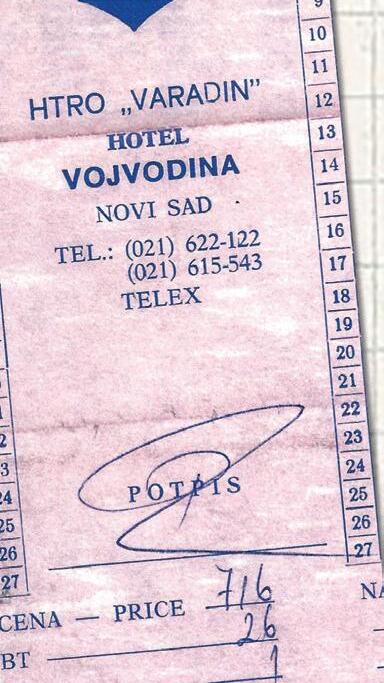 HTRO „VARADIN"
HOTEL
VOJVODINA
NOVI SAD
TEL.: (021) 622-122
(021) 615-543
TELEX
POTPIS
CENA — PRICE 716
BT 26
1
NA
9
10
11
12
13
14
15
16
17
18
19
20
21
22
23
24
25
26
27
2
3
24
25
26
27